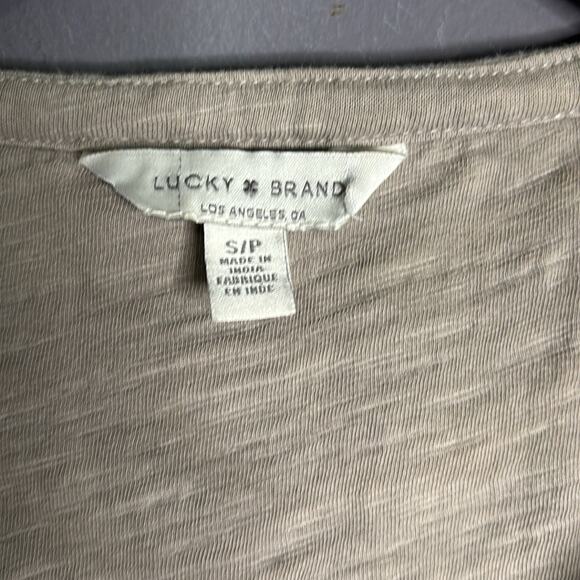 LUCKY BRAND
LOS ANGELES, CA
S/P
MADE IN
INDIA
FABRIQUE
EN INDE